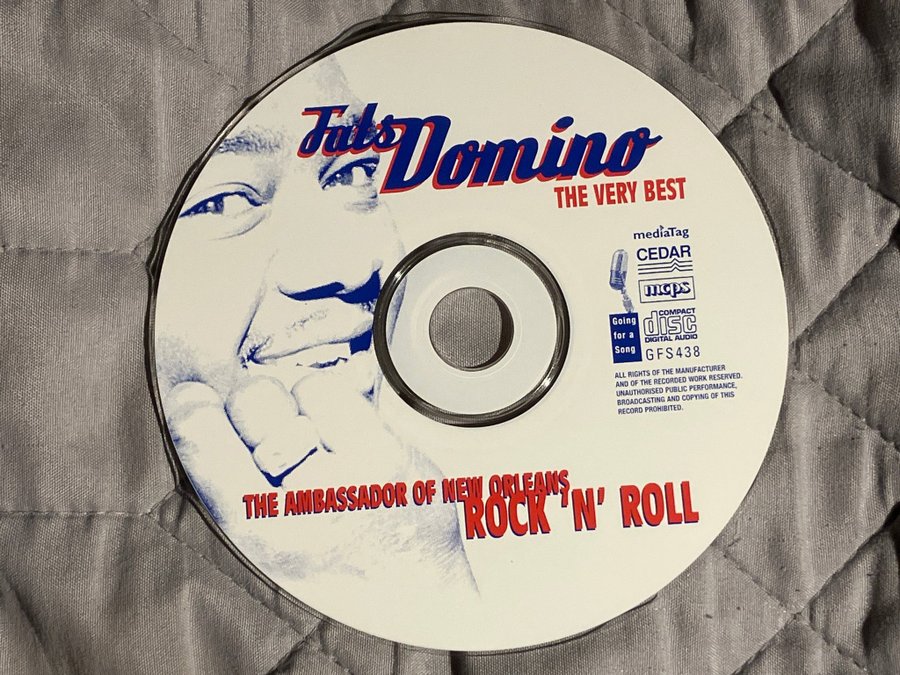 Fats Domino
THE VERY BEST
mediaTag
CEDAR
mcps
Going
for a
Song
COMPACT
disc
DIGITAL AUDIO
GFS438
ALL RIGHTS OF THE MANUFACTURER
AND OF THE RECORDED WORK RESERVED.
UNAUTHORISED PUBLIC PERFORMANCE,
BROADCASTING AND COPYING OF THIS
RECORD PROHIBITED.
THE AMBASSADOR OF NEW ORLEANS
ROCK 'N' ROLL